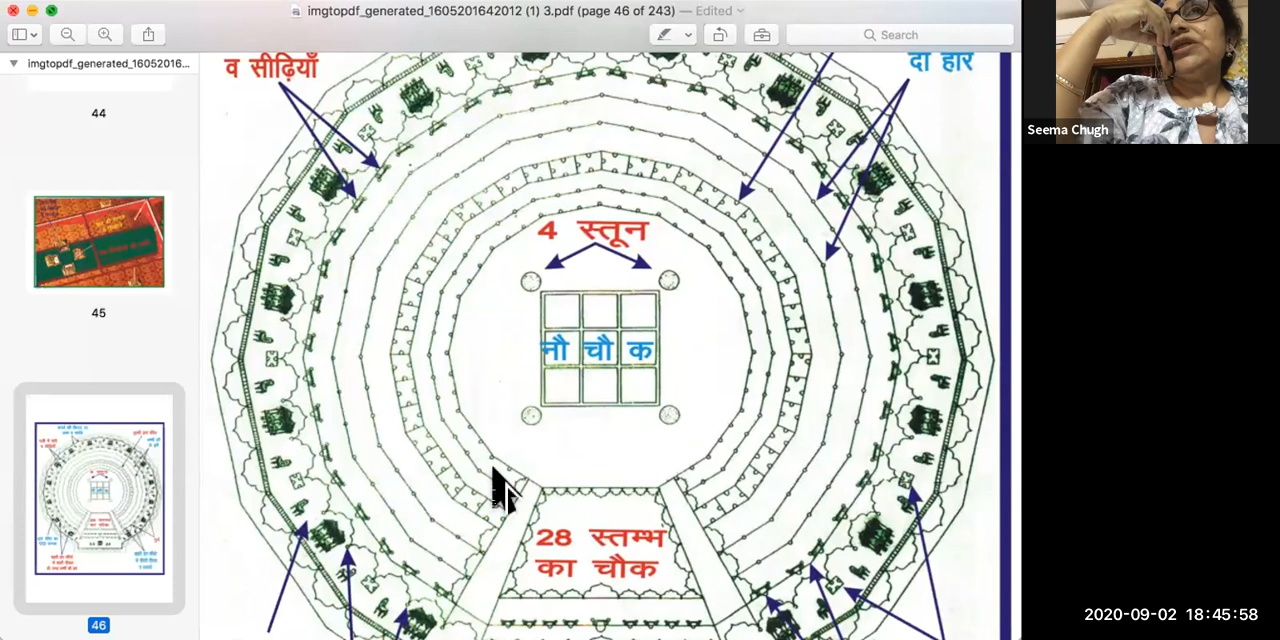 imgtopdf_generated_1605201642012 (1) 3.pdf (page 46 of 243) — Edited
Search
imgtopdf_generated_16052016...
44
45
46
व सीढ़ियाँ
दो हार
4 स्तून
नौ चौ क
28 स्तम्भ
का चौक
Seema Chugh
2020-09-02 18:45:58